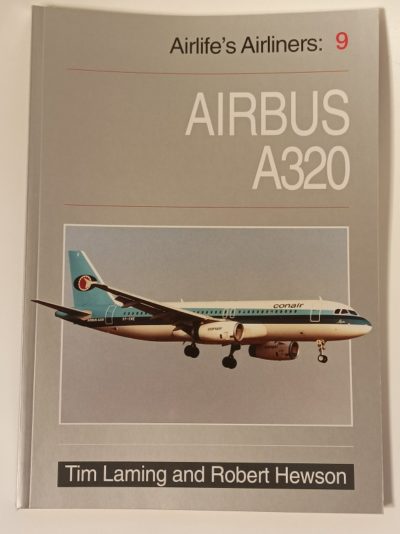 Airlife's Airliners: 9
AIRBUS
A320
conair
Tim Laming and Robert Hewson